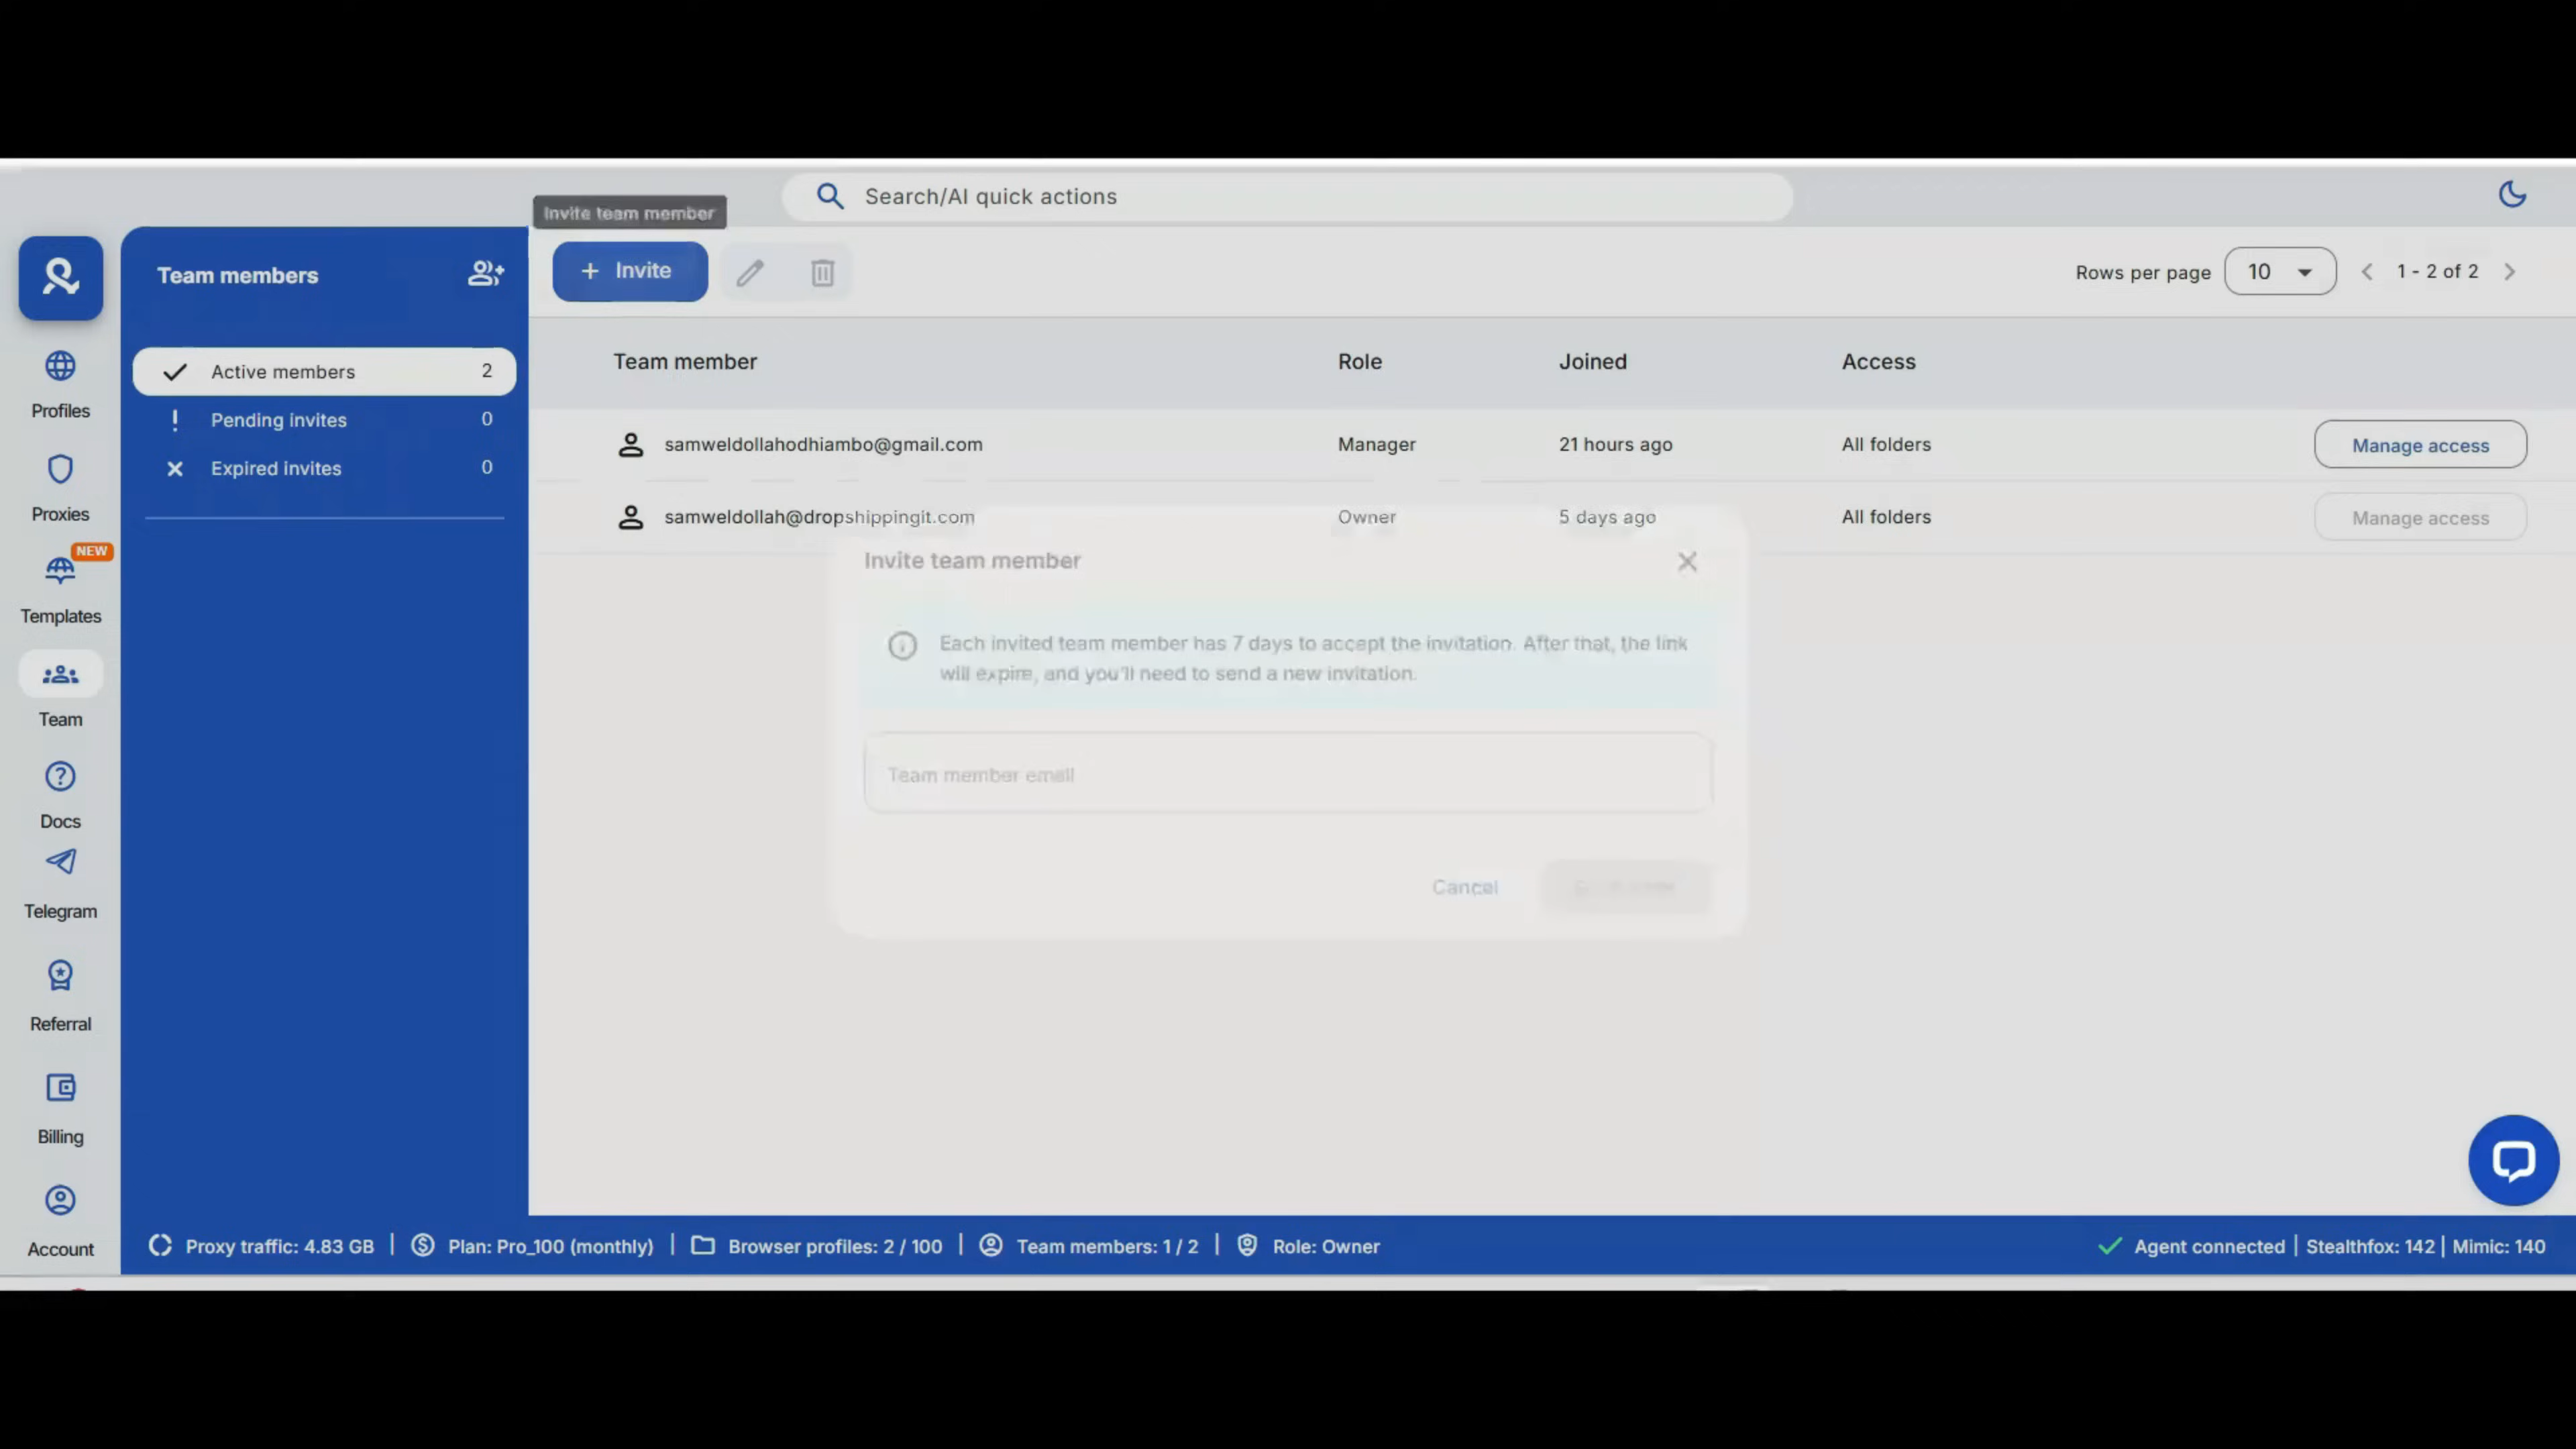 Search/AI quick actions
Invite team member
Team members
+ Invite
Rows per page
10
1 - 2 of 2
Active members 2
Pending invites 0
Expired invites 0
Profiles
Proxies
NEW
Templates
Team
Docs
Telegram
Referral
Billing
Account
Team member Role Joined Access
samweldollahodhiambo@gmail.com Manager 21 hours ago All folders Manage access
samweldollah@dropshippingit.com Owner 5 days ago All folders Manage access
Invite team member
Each invited team member has 7 days to accept the invitation. After that, the link
will expire, and you'll need to send a new invitation.
Team member email
Cancel
Proxy traffic: 4.83 GB | Plan: Pro_100 (monthly) | Browser profiles: 2 / 100 | Team members: 1 / 2 | Role: Owner
Agent connected | Stealthfox: 142 | Mimic: 140